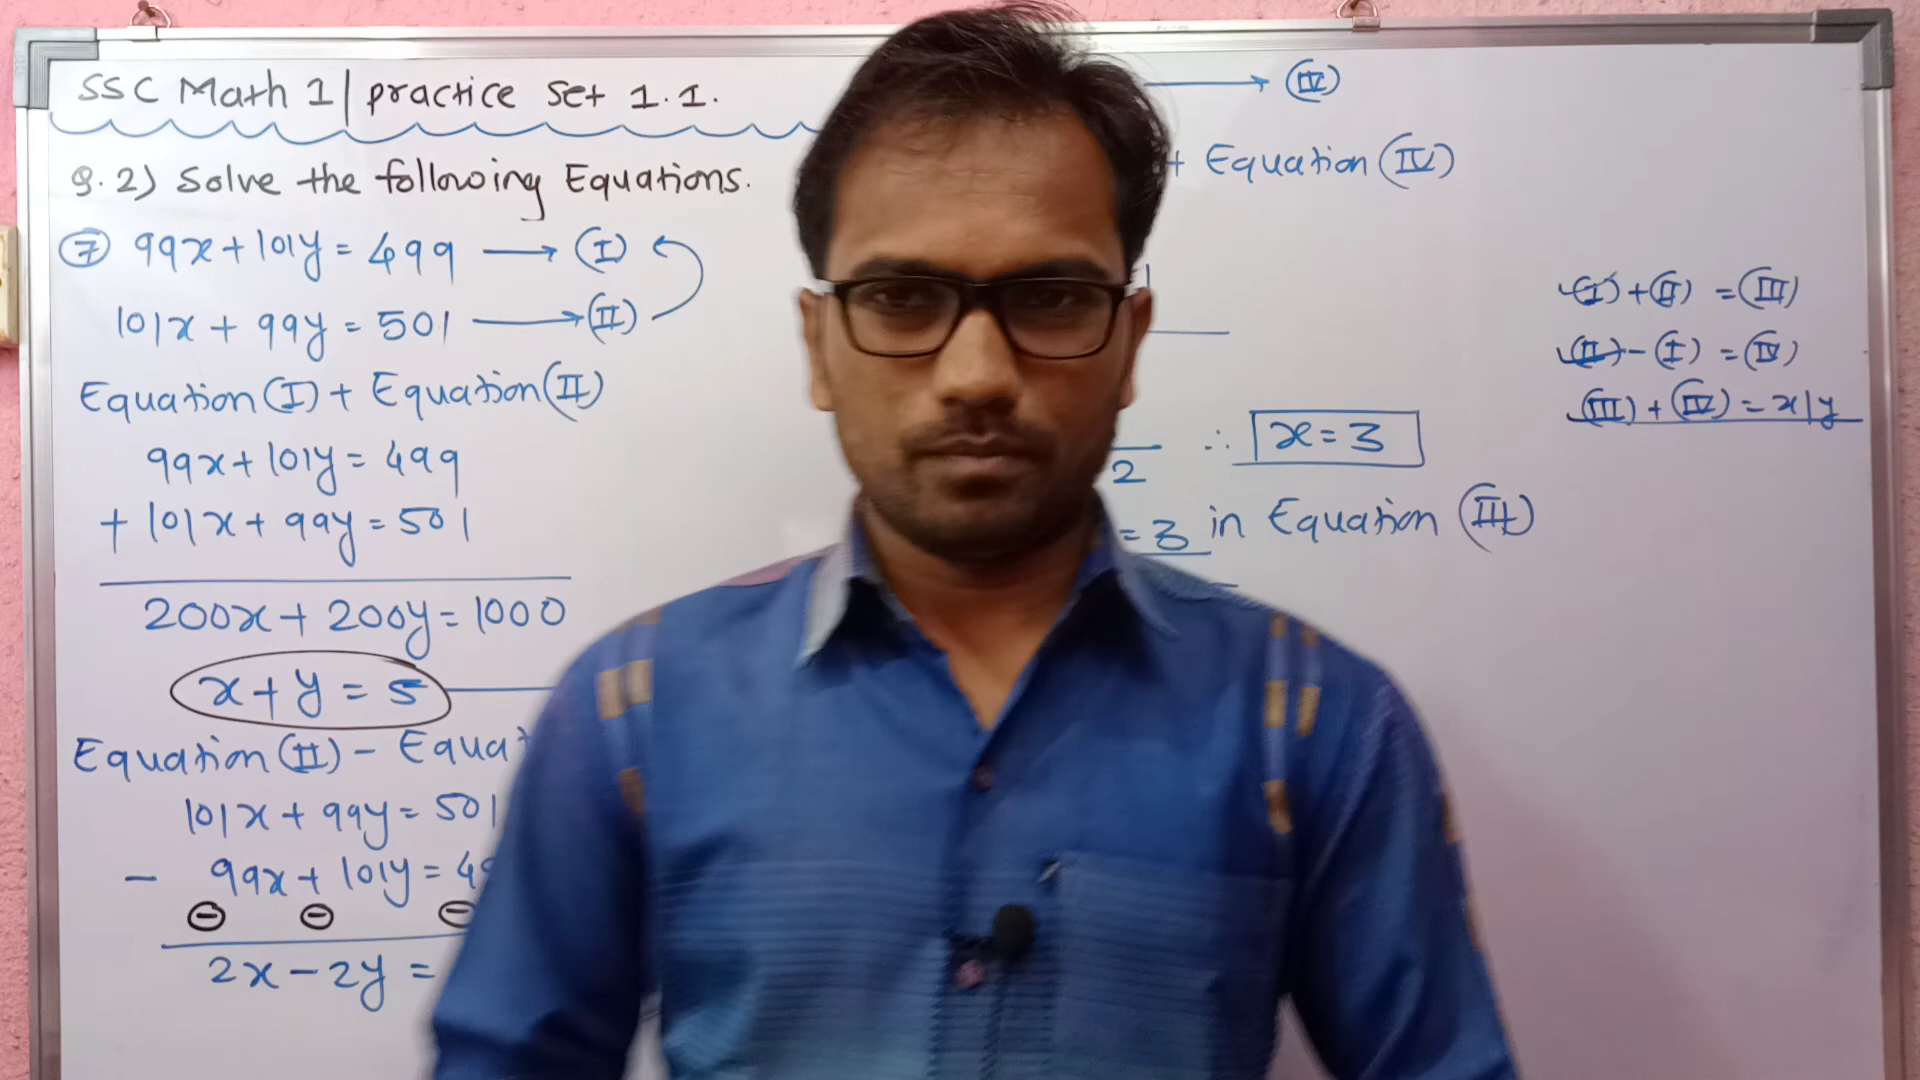 SSC Math 1 | practice Set 1.1.
Q.2) Solve the following Equations.
⑦ 99x + 101y = 499 → (I)
101x + 99y = 501 → (II)
Equation (I) + Equation (II)
99x + 101y = 499
+ 101x + 99y = 501
200x + 200y = 1000
x + y = 5
Equation (II) -
101x + 99y = 501
- 99x + 101y =
⊖ ⊖ ⊖
2x - 2y =
→ (IV)
+ Equation (IV)
2
∴ x = 3
= 3 in Equation (III)
(I) + (II) = (III)
(II) - (I) = (IV)
(III) + (IV) = x|y